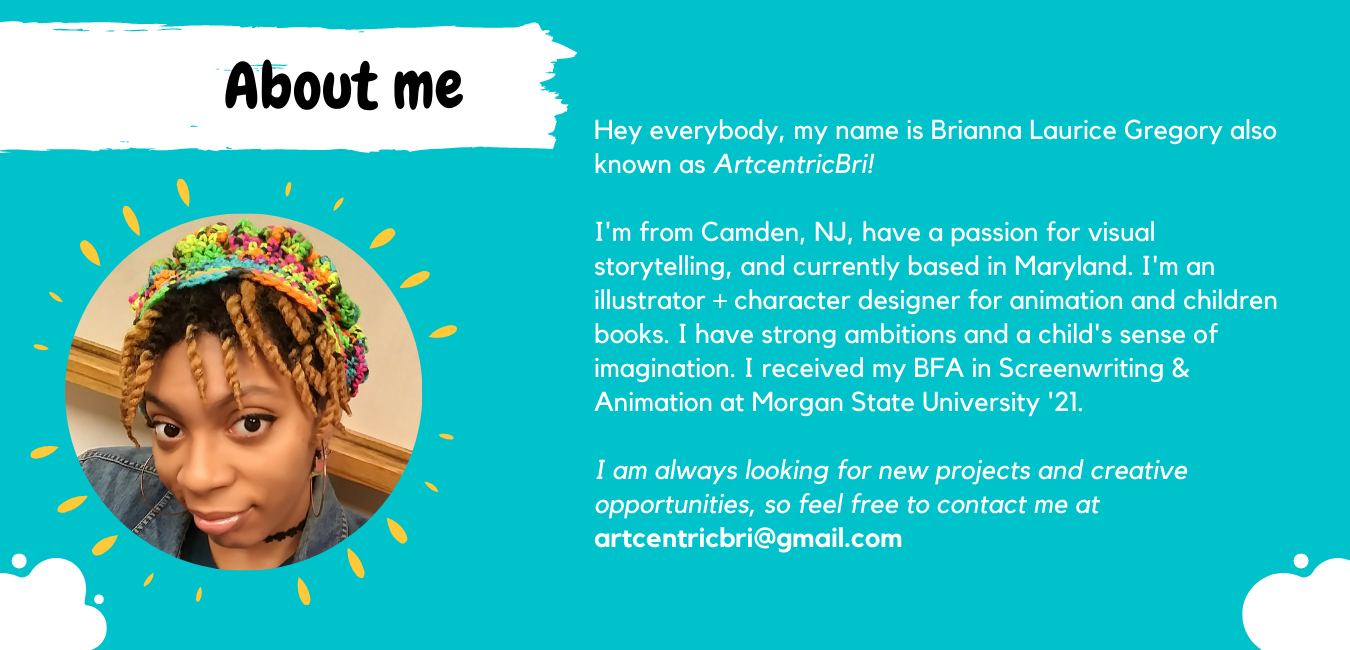 About me
Hey everybody, my name is Brianna Laurice Gregory also
known as ArtcentricBri!
I'm from Camden, NJ, have a passion for visual
storytelling, and currently based in Maryland. I'm an
illustrator + character designer for animation and children
books. I have strong ambitions and a child's sense of
imagination. I received my BFA in Screenwriting &
Animation at Morgan State University '21.
I am always looking for new projects and creative
opportunities, so feel free to contact me at
artcentricbri@gmail.com